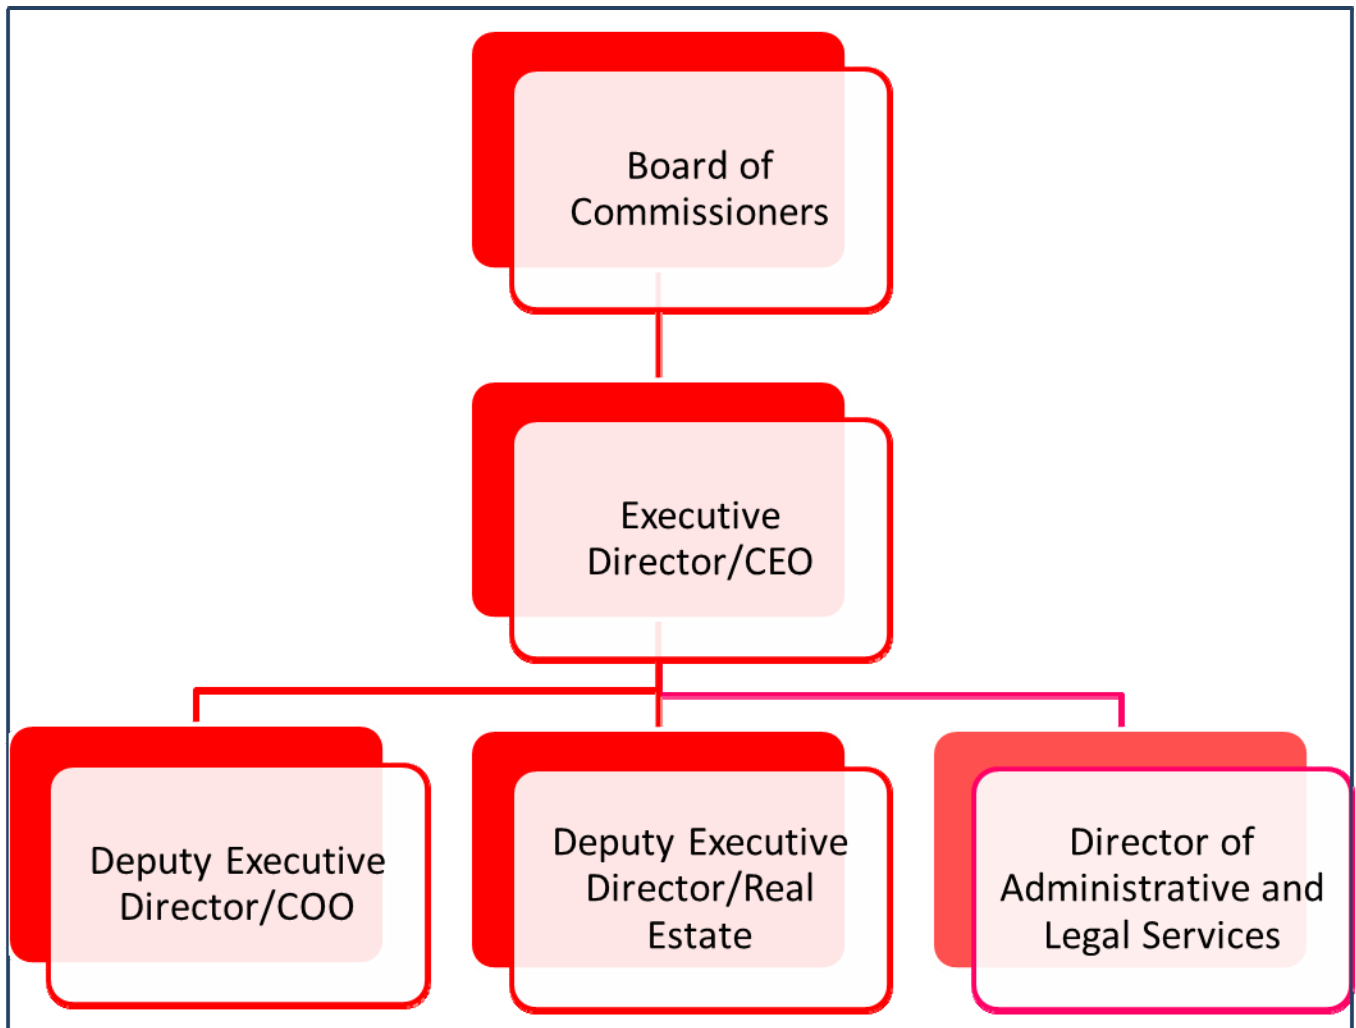 Board of
Commissioners
Executive
Director/CEO
Deputy Executive
Director/COO
Deputy Executive
Director/Real
Estate
Director of
Administrative and
Legal Services